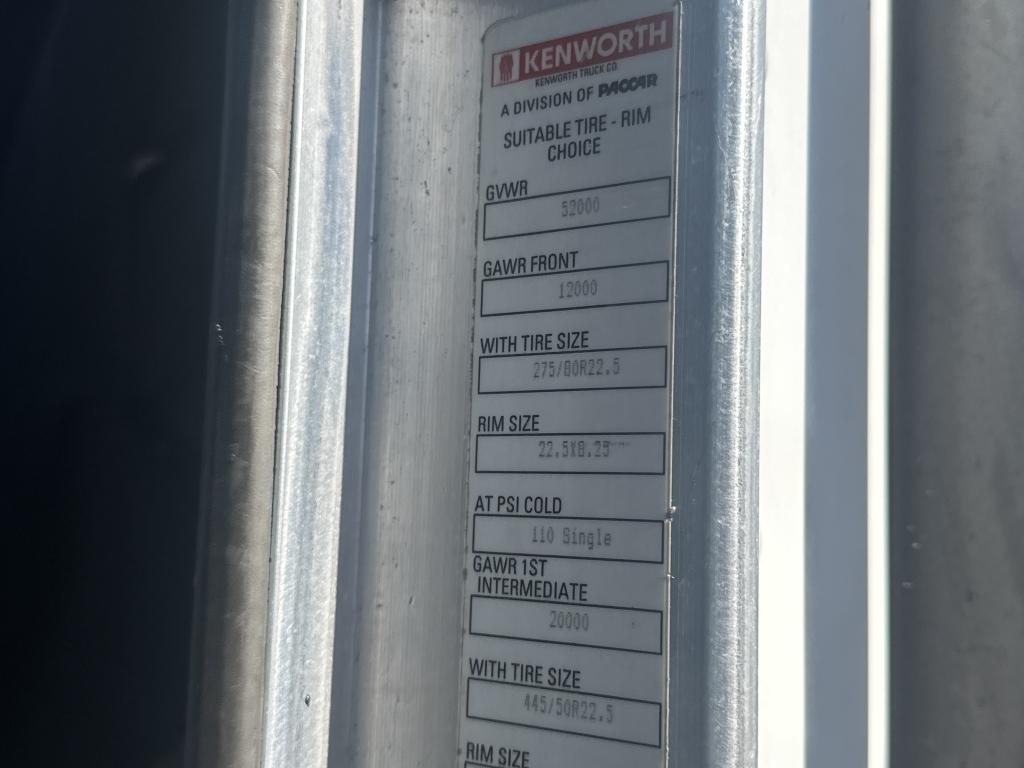 KENWORTH
KENWORTH TRUCK CO.
A DIVISION OF PACCAR
SUITABLE TIRE - RIM
CHOICE
GVWR
52000
GAWR FRONT
12000
WITH TIRE SIZE
275/80R22.5
RIM SIZE
22.5X8.25
AT PSI COLD
110 Single
GAWR 1ST
INTERMEDIATE
20000
WITH TIRE SIZE
445/50R22.5
RIM SIZE